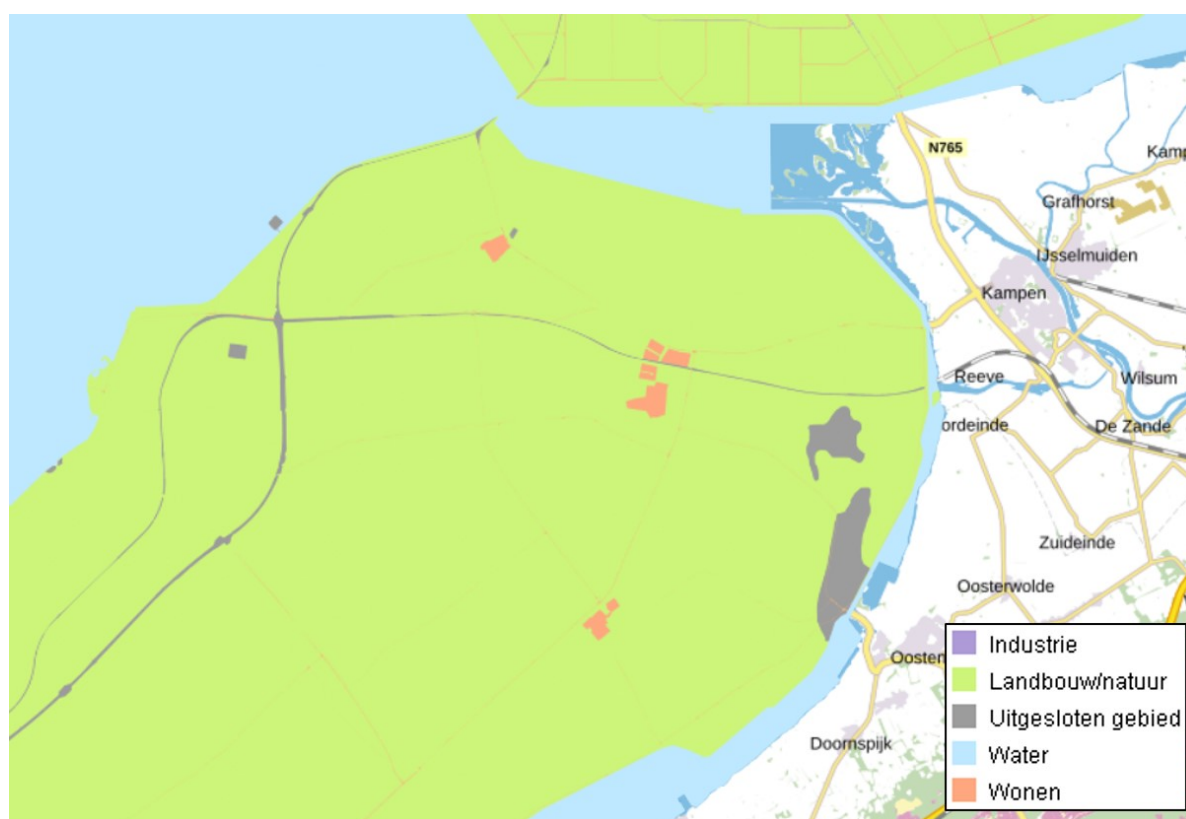 N765
Kamp
Grafhorst
IJsselmuiden
Kampen
Reeve
Wilsum
ordeinde
De Zande
Zuideinde
Oosterwolde
Oosten
Doornspijk
Industrie
Landbouw/natuur
Uitgesloten gebied
Water
Wonen